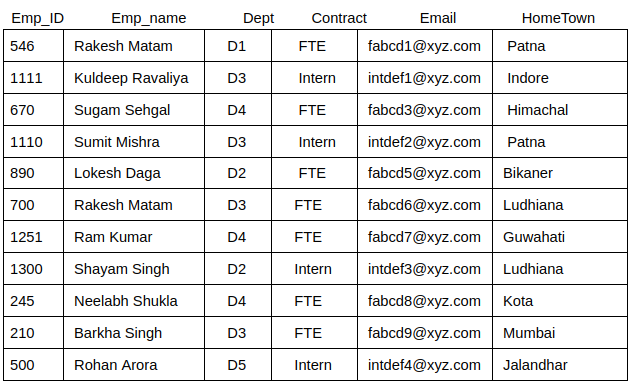 Emp_ID Emp_name Dept Contract Email HomeTown
546 Rakesh Matam D1 FTE fabcd1@xyz.com Patna
1111 Kuldeep Ravaliya D3 Intern intdef1@xyz.com Indore
670 Sugam Sehgal D4 FTE fabcd3@xyz.com Himachal
1110 Sumit Mishra D3 Intern intdef2@xyz.com Patna
890 Lokesh Daga D2 FTE fabcd5@xyz.com Bikaner
700 Rakesh Matam D3 FTE fabcd6@xyz.com Ludhiana
1251 Ram Kumar D4 FTE fabcd7@xyz.com Guwahati
1300 Shayam Singh D2 Intern intdef3@xyz.com Ludhiana
245 Neelabh Shukla D4 FTE fabcd8@xyz.com Kota
210 Barkha Singh D3 FTE fabcd9@xyz.com Mumbai
500 Rohan Arora D5 Intern intdef4@xyz.com Jalandhar